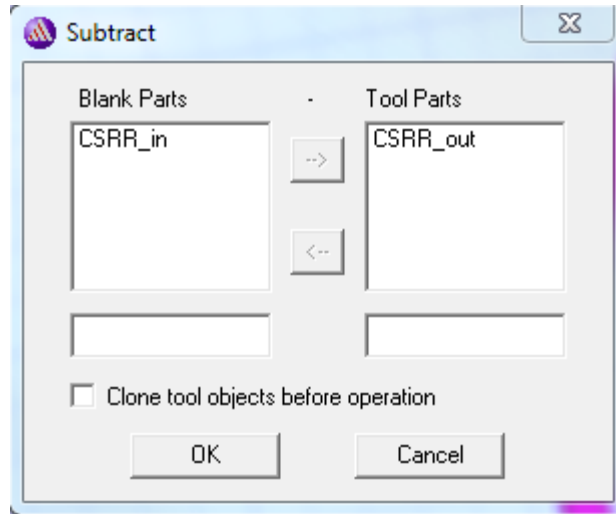 Subtract
Blank Parts - Tool Parts
CSRR_in
CSRR_out
-->
<--
Clone tool objects before operation
OK Cancel